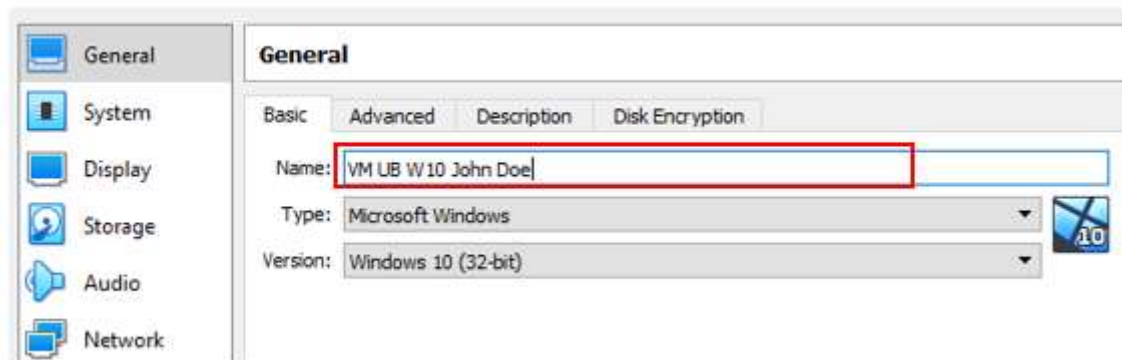 General
System
Display
Storage
Audio
Network
General
Basic Advanced Description Disk Encryption
Name: VM UB W10 John Doe
Type: Microsoft Windows
10
Version: Windows 10 (32-bit)